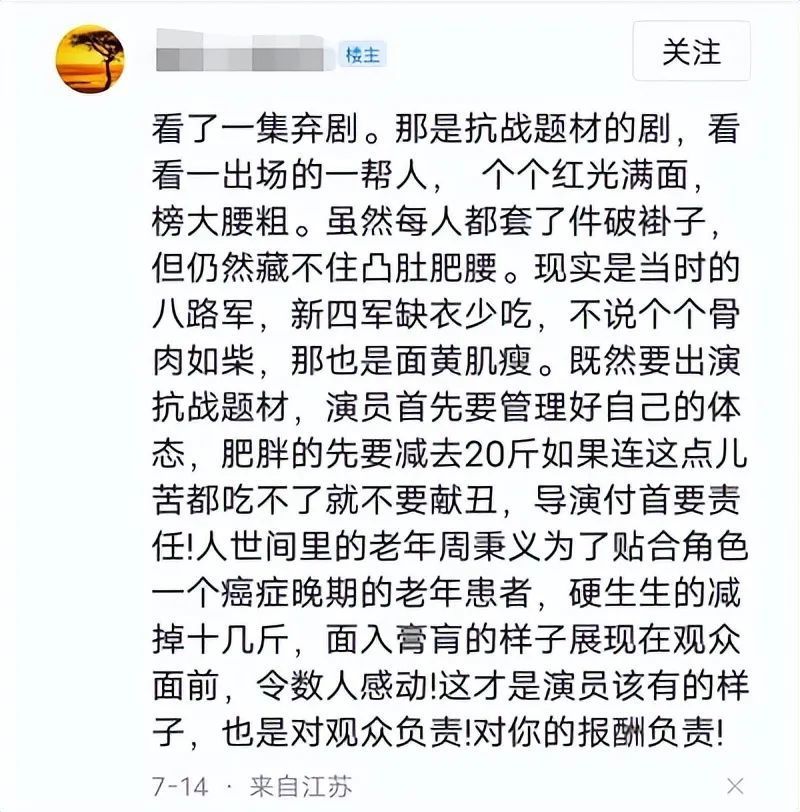 楼主
关注
看了一集弃剧。那是抗战题材的剧，看
看一出场的一帮人， 个个红光满面，
榜大腰粗。虽然每人都套了件破褂子，
但仍然藏不住凸肚肥腰。现实是当时的
八路军，新四军缺衣少吃，不说个个骨
肉如柴，那也是面黄肌瘦。既然要出演
抗战题材，演员首先要管理好自己的体
态，肥胖的先要减去20斤如果连这点儿
苦都吃不了就不要献丑，导演付首要责
任!人世间里的老年周秉义为了贴合角色
一个癌症晚期的老年患者，硬生生的减
掉十几斤，面入膏肓的样子展现在观众
面前，令数人感动!这才是演员该有的样
子，也是对观众负责!对你的报酬负责!
7-14 · 来自江苏